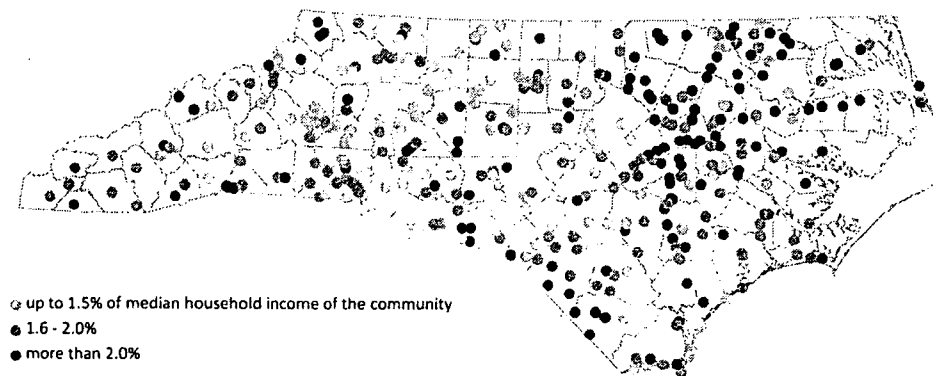 up to 1.5% of median household income of the community
1.6 - 2.0%
more than 2.0%